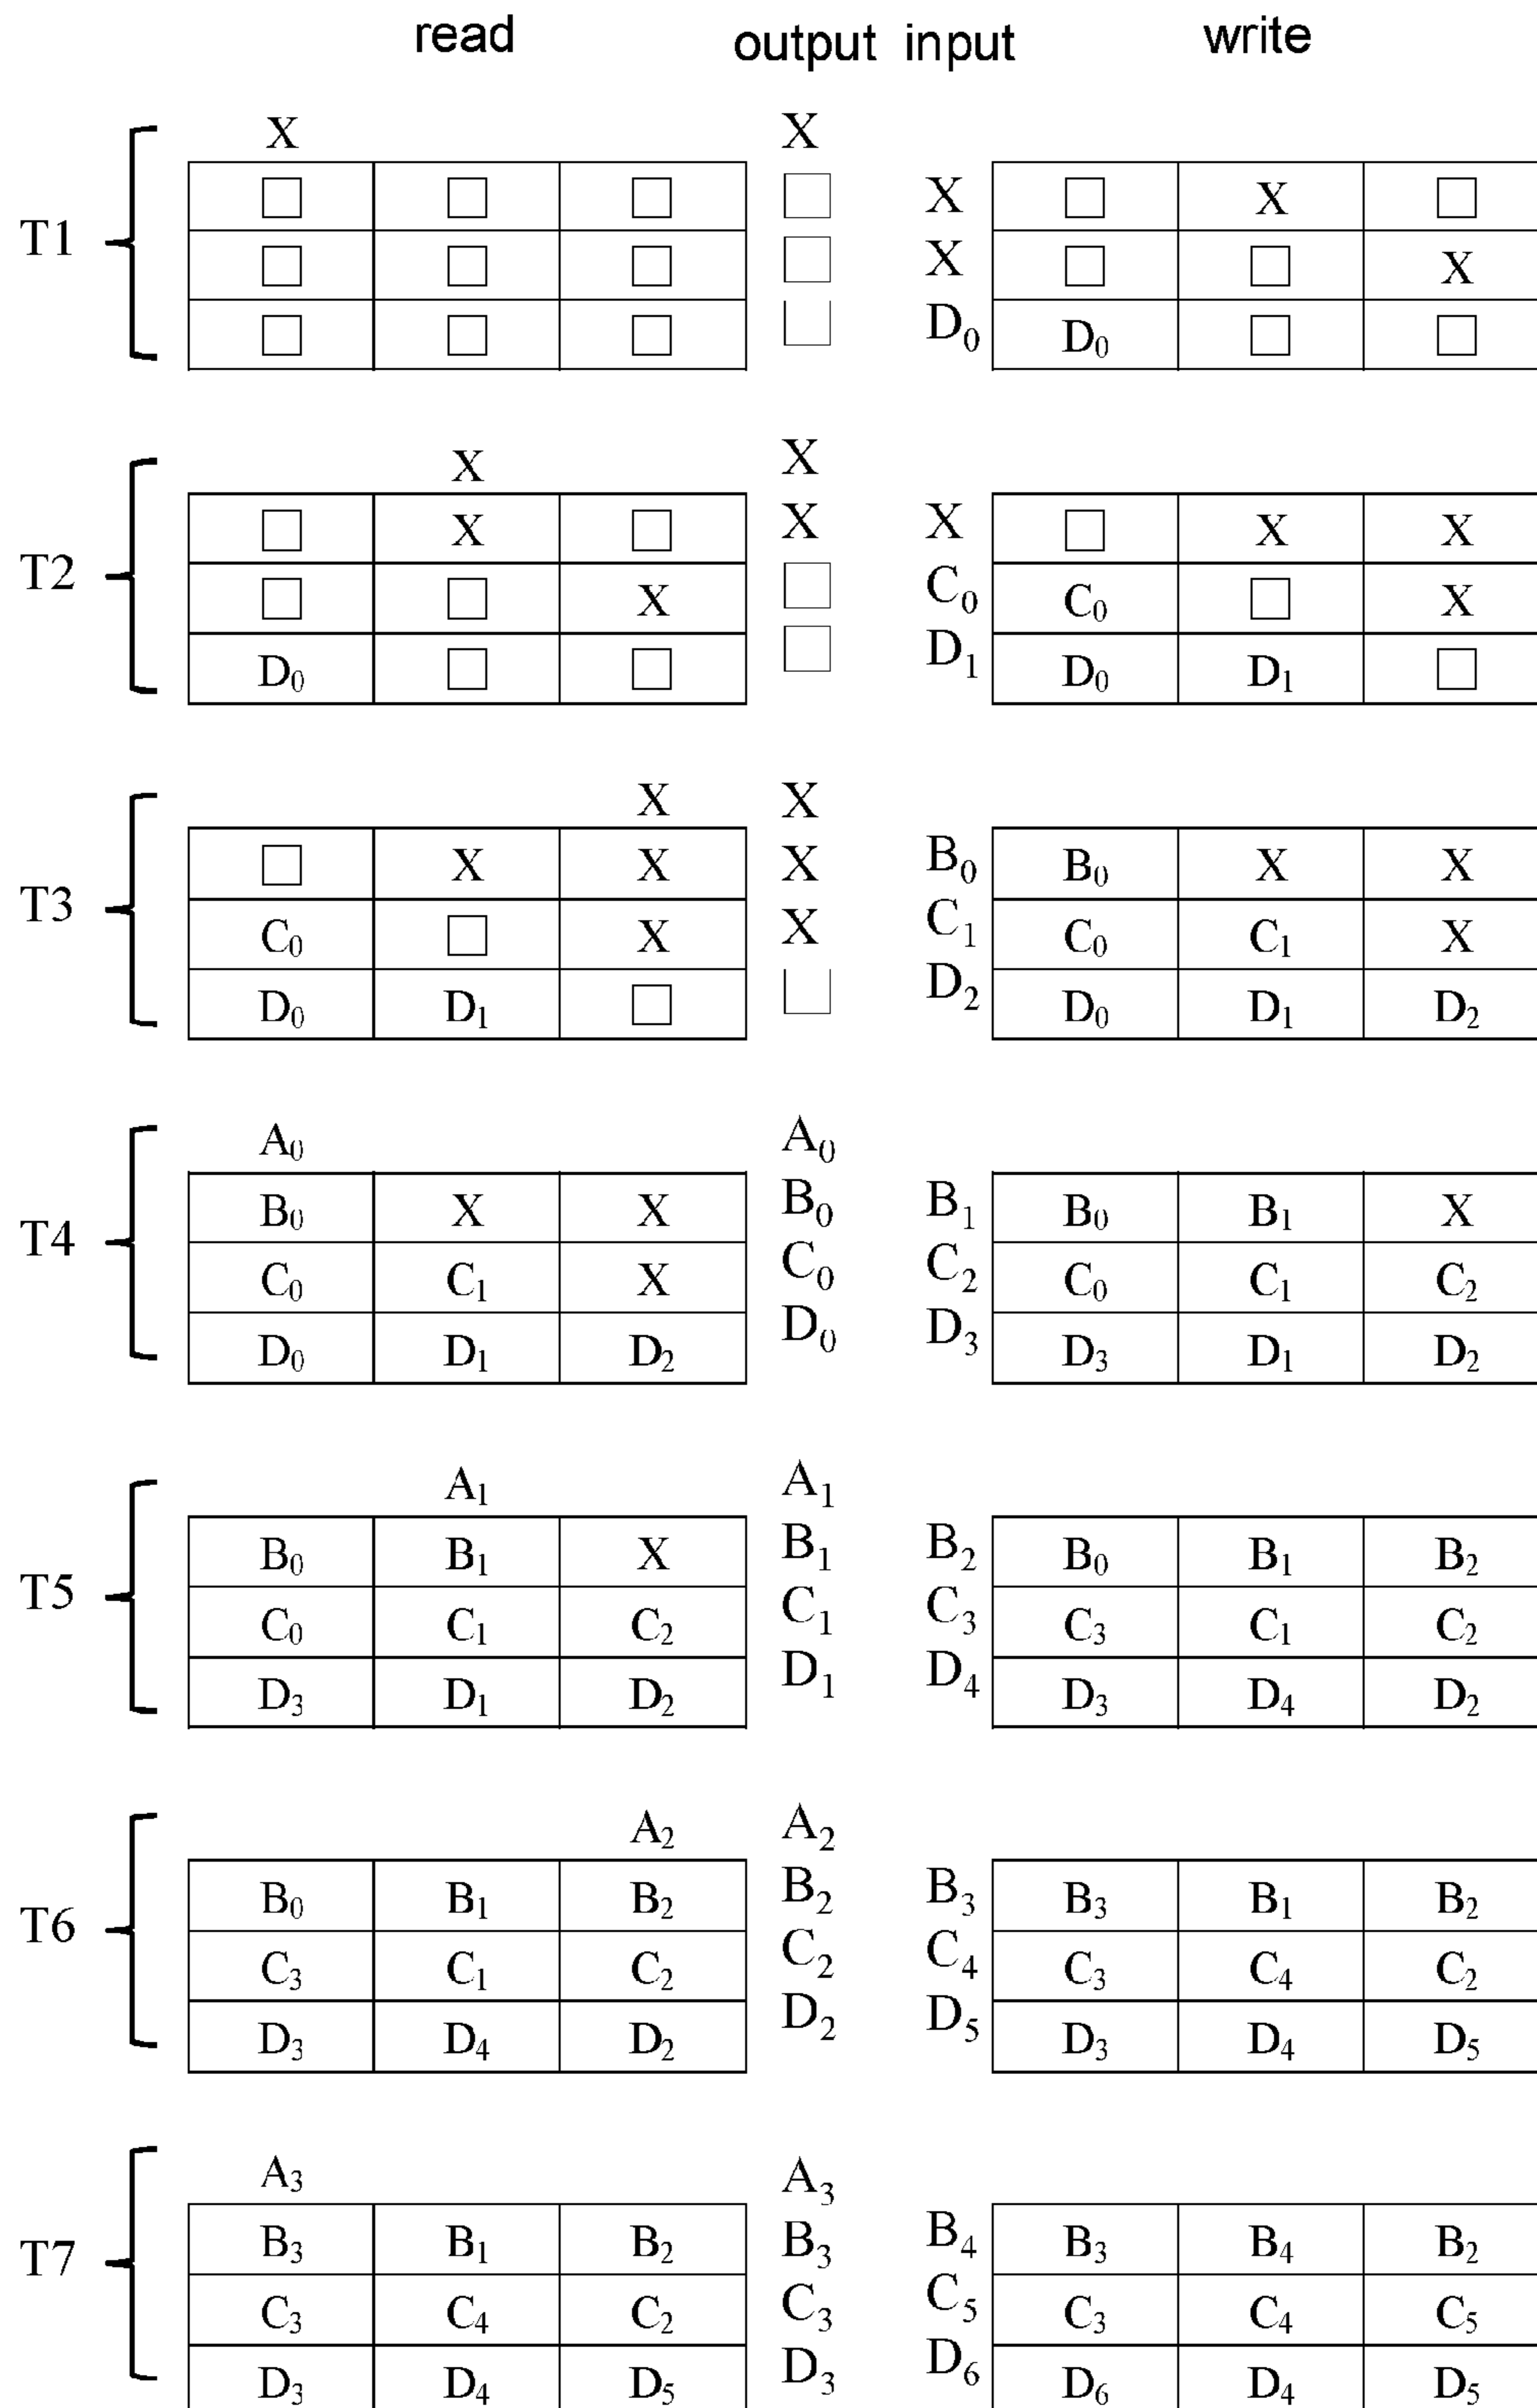 read output input write
X X
□ □ □ □ X □ X □
T1 □ □ □ □ X □ □ X
□ □ □ □ D₀ D₀ □ □
X X
□ X □ X X □ X X
T2 □ □ X □ C₀ C₀ □ X
D₀ □ □ □ D₁ D₀ D₁ □
X X
□ X X X B₀ B₀ X X
T3 C₀ □ X X C₁ C₀ C₁ X
D₀ D₁ □ □ D₂ D₀ D₁ D₂
A₀ A₀
B₀ X X B₀ B₁ B₀ B₁ X
T4 C₀ C₁ X C₀ C₂ C₀ C₁ C₂
D₀ D₁ D₂ D₀ D₃ D₃ D₁ D₂
A₁ A₁
B₀ B₁ X B₁ B₂ B₀ B₁ B₂
T5 C₀ C₁ C₂ C₁ C₃ C₃ C₁ C₂
D₃ D₁ D₂ D₁ D₄ D₃ D₄ D₂
A₂ A₂
B₀ B₁ B₂ B₂ B₃ B₃ B₁ B₂
T6 C₃ C₁ C₂ C₂ C₄ C₃ C₄ C₂
D₃ D₄ D₂ D₂ D₅ D₃ D₄ D₅
A₃ A₃
B₃ B₁ B₂ B₃ B₄ B₃ B₄ B₂
T7 C₃ C₄ C₂ C₃ C₅ C₃ C₄ C₅
D₃ D₄ D₅ D₃ D₆ D₆ D₄ D₅